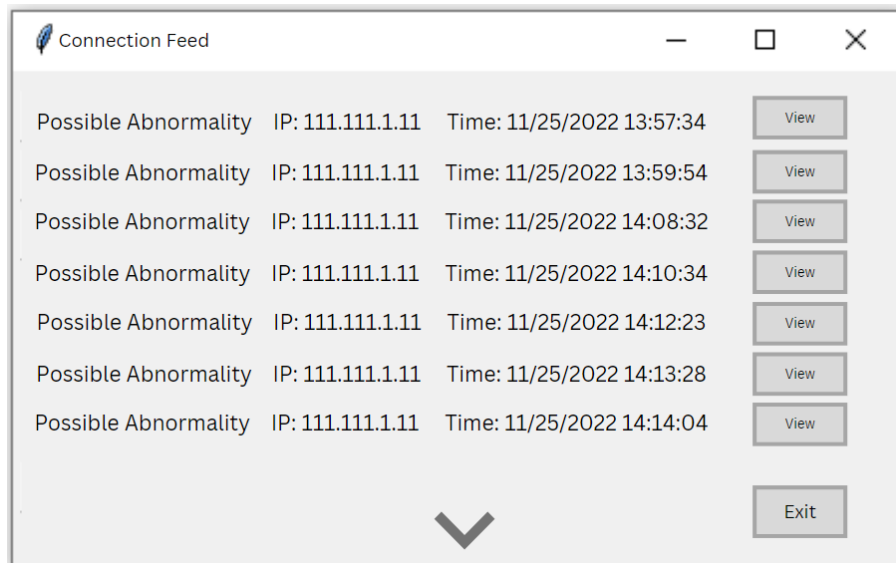 Connection Feed
Possible Abnormality IP: 111.111.1.11 Time: 11/25/2022 13:57:34 View
Possible Abnormality IP: 111.111.1.11 Time: 11/25/2022 13:59:54 View
Possible Abnormality IP: 111.111.1.11 Time: 11/25/2022 14:08:32 View
Possible Abnormality IP: 111.111.1.11 Time: 11/25/2022 14:10:34 View
Possible Abnormality IP: 111.111.1.11 Time: 11/25/2022 14:12:23 View
Possible Abnormality IP: 111.111.1.11 Time: 11/25/2022 14:13:28 View
Possible Abnormality IP: 111.111.1.11 Time: 11/25/2022 14:14:04 View
Exit